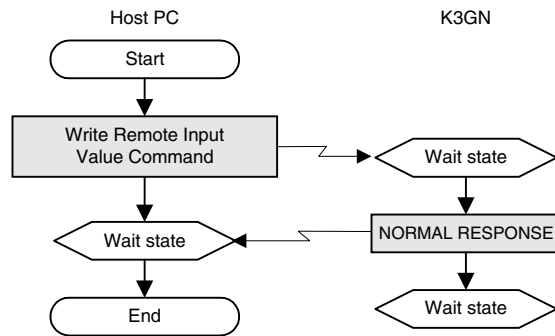 Host PC
K3GN
Start
Write Remote Input
Value Command
Wait state
Wait state
NORMAL RESPONSE
End
Wait state